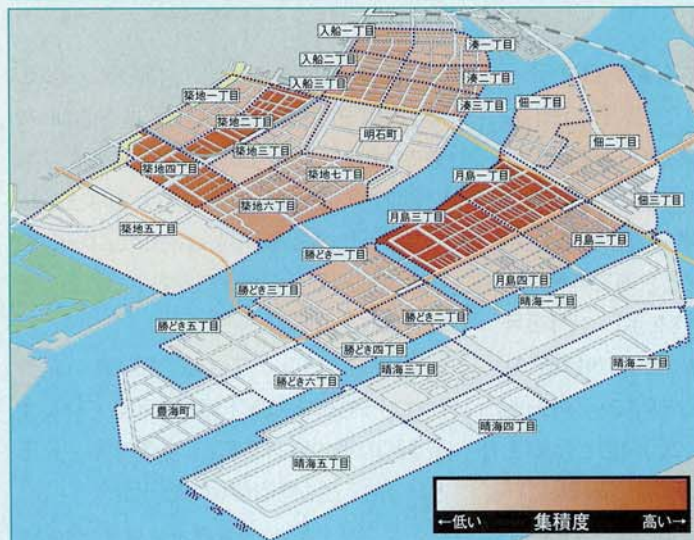 入船一丁目
湊一丁目
入船二丁目
湊二丁目
入船三丁目
湊三丁目
築地一丁目
佃一丁目
築地二丁目
明石町
佃二丁目
築地三丁目
築地七丁目
築地四丁目
月島一丁目
佃三丁目
築地六丁目
月島三丁目
築地五丁目
月島二丁目
勝どき一丁目
月島四丁目
勝どき三丁目
晴海一丁目
勝どき二丁目
勝どき五丁目
勝どき四丁目
晴海二丁目
晴海三丁目
勝どき六丁目
豊海町
晴海四丁目
晴海五丁目
←低い 集積度 高い→